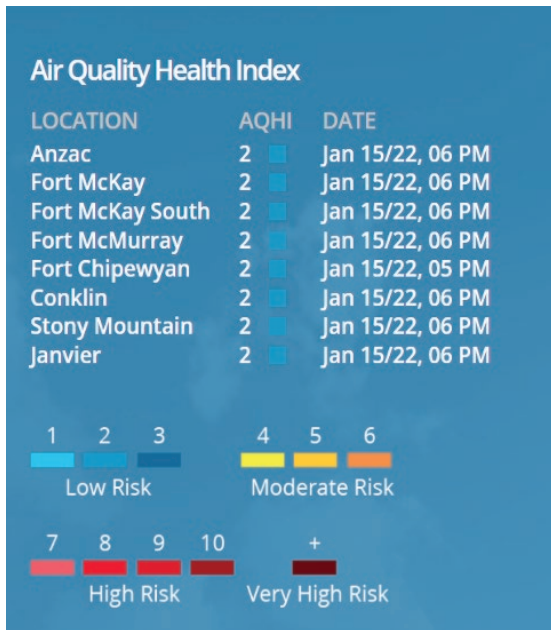 Air Quality Health Index
LOCATION AQHI DATE
Anzac 2 Jan 15/22, 06 PM
Fort McKay 2 Jan 15/22, 06 PM
Fort McKay South 2 Jan 15/22, 06 PM
Fort McMurray 2 Jan 15/22, 06 PM
Fort Chipewyan 2 Jan 15/22, 05 PM
Conklin 2 Jan 15/22, 06 PM
Stony Mountain 2 Jan 15/22, 06 PM
Janvier 2 Jan 15/22, 06 PM
1 2 3 4 5 6
Low Risk Moderate Risk
7 8 9 10 +
High Risk Very High Risk